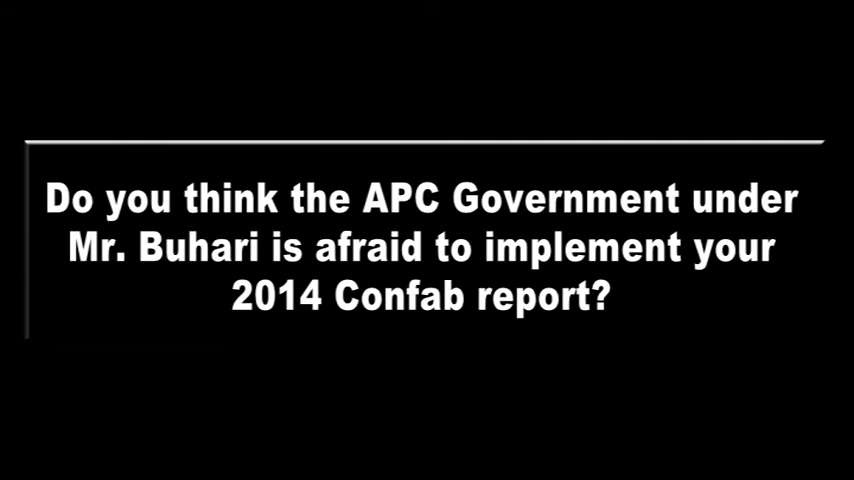 Do you think the APC Government under
Mr. Buhari is afraid to implement your
2014 Confab report?